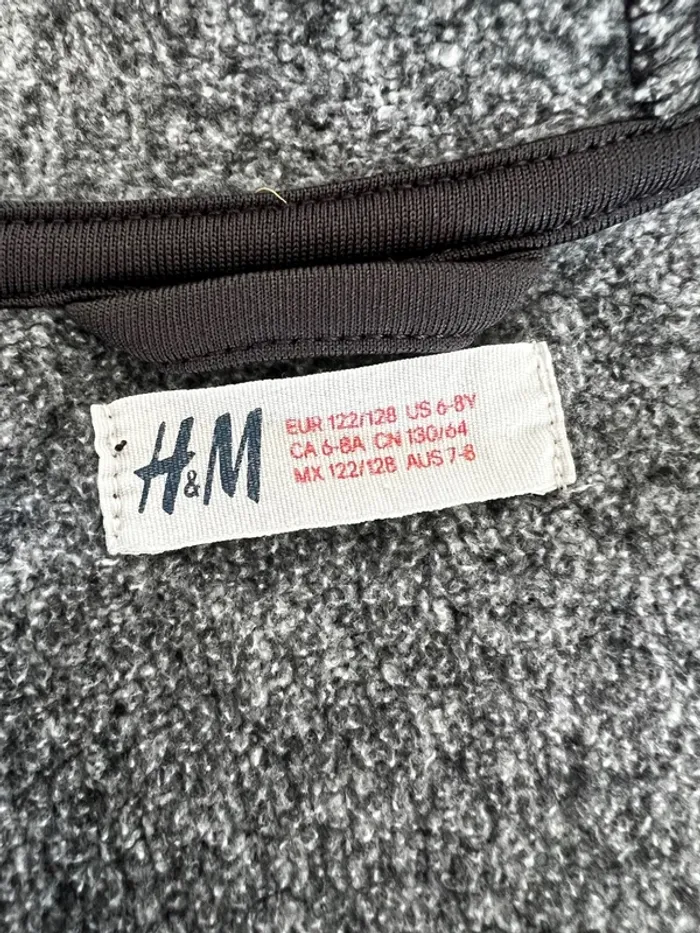 H&M
EUR 122/128 US 6-8Y
CA 6-8A CN 130/64
MX 122/128 AUS 7-8